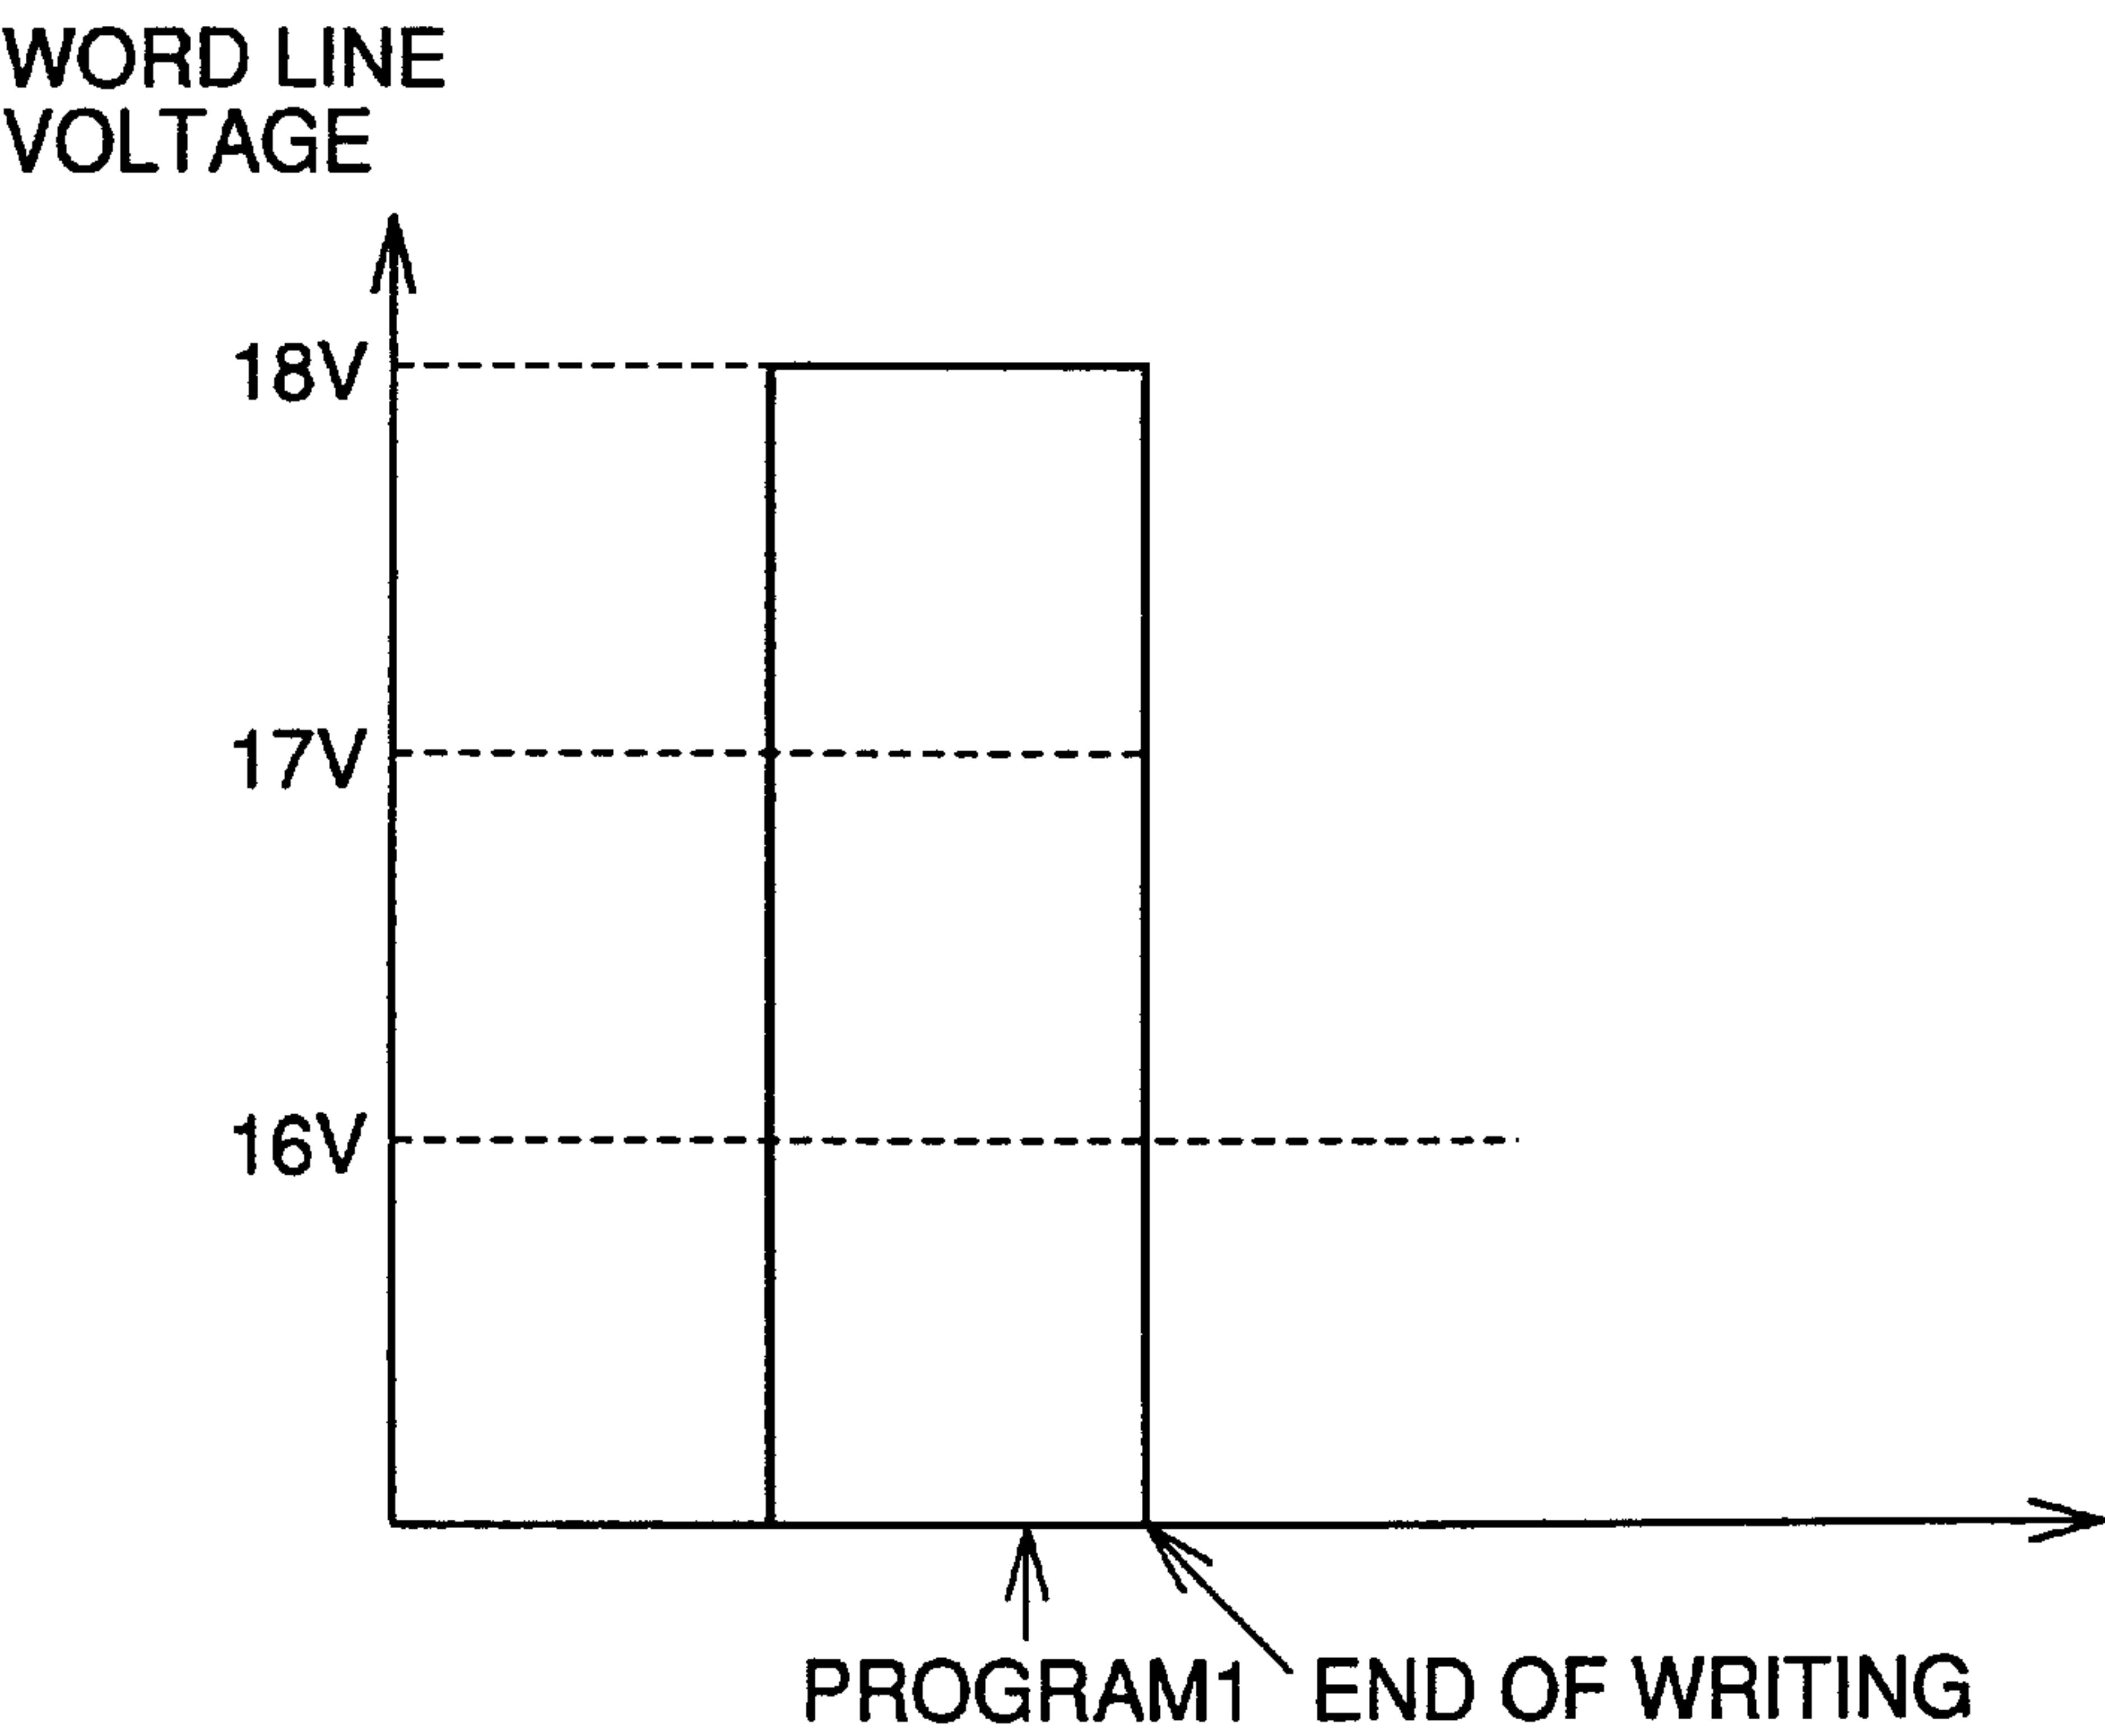 WORD LINE
VOLTAGE
18V
17V
16V
PROGRAM1 END OF WRITING